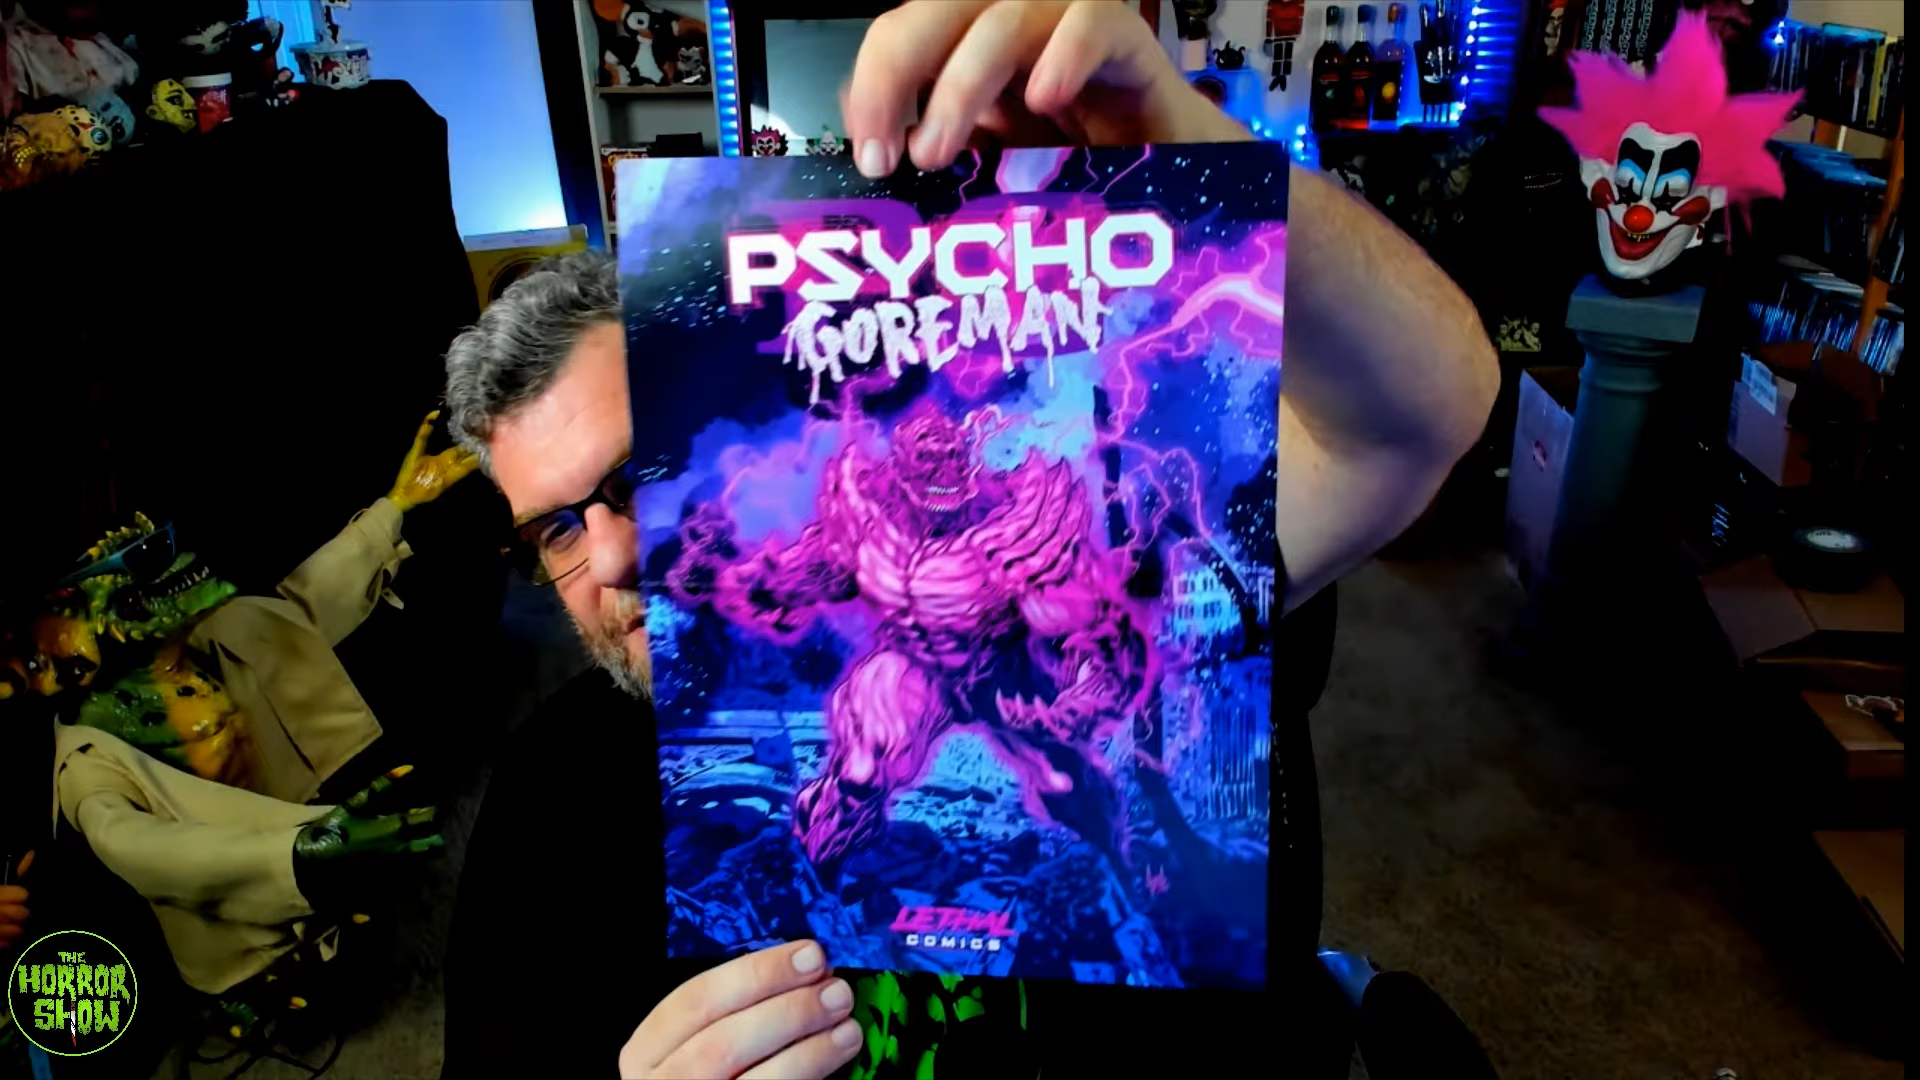 PSYCHO
GOREMAN
LETHAL
COMICS
THE
HORROR
SHOW